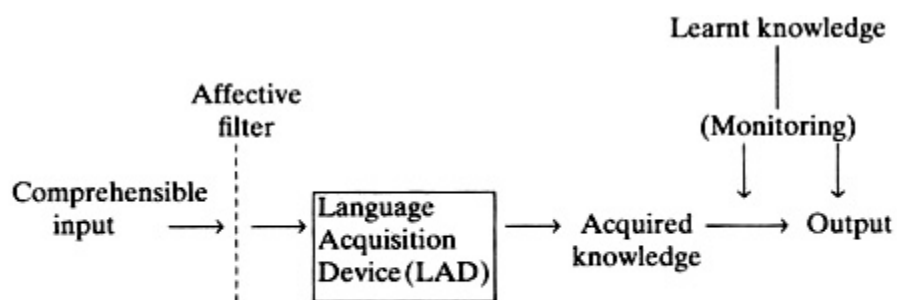 Learnt knowledge
Affective
filter
(Monitoring)
Comprehensible
input
Language
Acquisition
Device (LAD)
Acquired
knowledge
Output